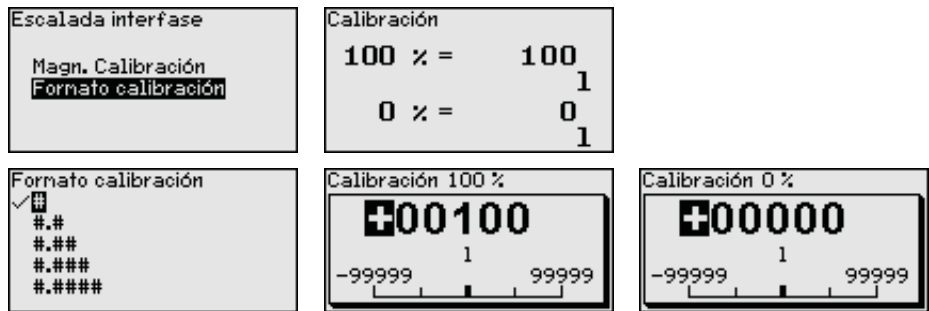 Escalada interfase
Magn. Calibración
Formato calibración
Calibración
100 % = 100
l
0 % = 0
l
Formato calibración
#
#.#
#.##
#.###
#.####
Calibración 100 %
+00100
l
-99999 99999
Calibración 0 %
+00000
l
-99999 99999